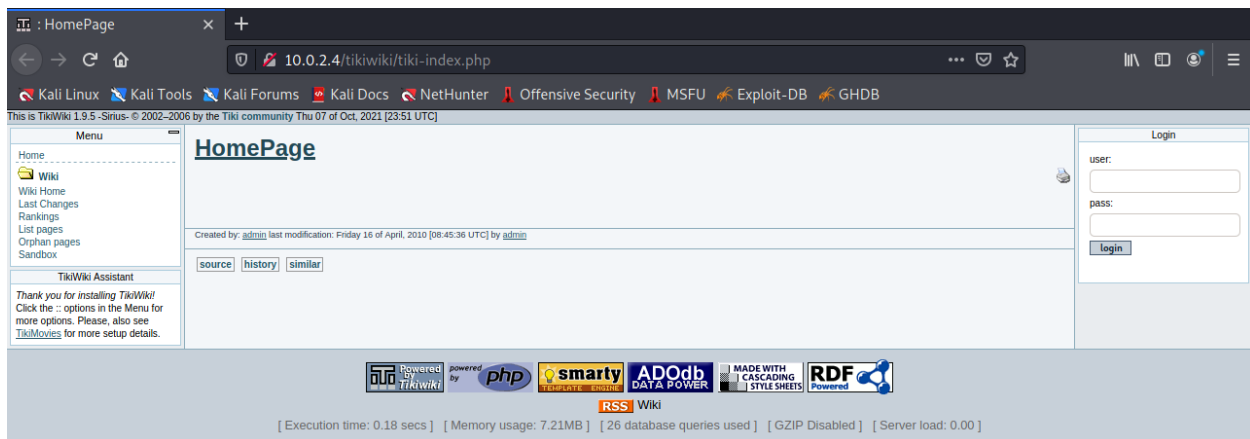 : HomePage
10.0.2.4/tikiwiki/tiki-index.php
Kali Linux Kali Tools Kali Forums Kali Docs NetHunter Offensive Security MSFU Exploit-DB GHDB
This is TikiWiki 1.9.5 -Sirius- © 2002–2006 by the Tiki community Thu 07 of Oct, 2021 [23:51 UTC]
Menu
Home
Wiki
Wiki Home
Last Changes
Rankings
List pages
Orphan pages
Sandbox
TikiWiki Assistant
Thank you for installing TikiWiki!
Click the :: options in the Menu for
more options. Please, also see
TikiMovies for more setup details.
HomePage
Created by: admin last modification: Friday 16 of April, 2010 [08:45:36 UTC] by admin
source history similar
Login
user:
pass:
login
Powered by Tikiwiki
powered by php
smarty
TEMPLATE ENGINE
ADOdb
DATA POWER
MADE WITH
CASCADING
STYLE SHEETS
RDF
Powered
RSS Wiki
[ Execution time: 0.18 secs ] [ Memory usage: 7.21MB ] [ 26 database queries used ] [ GZIP Disabled ] [ Server load: 0.00 ]